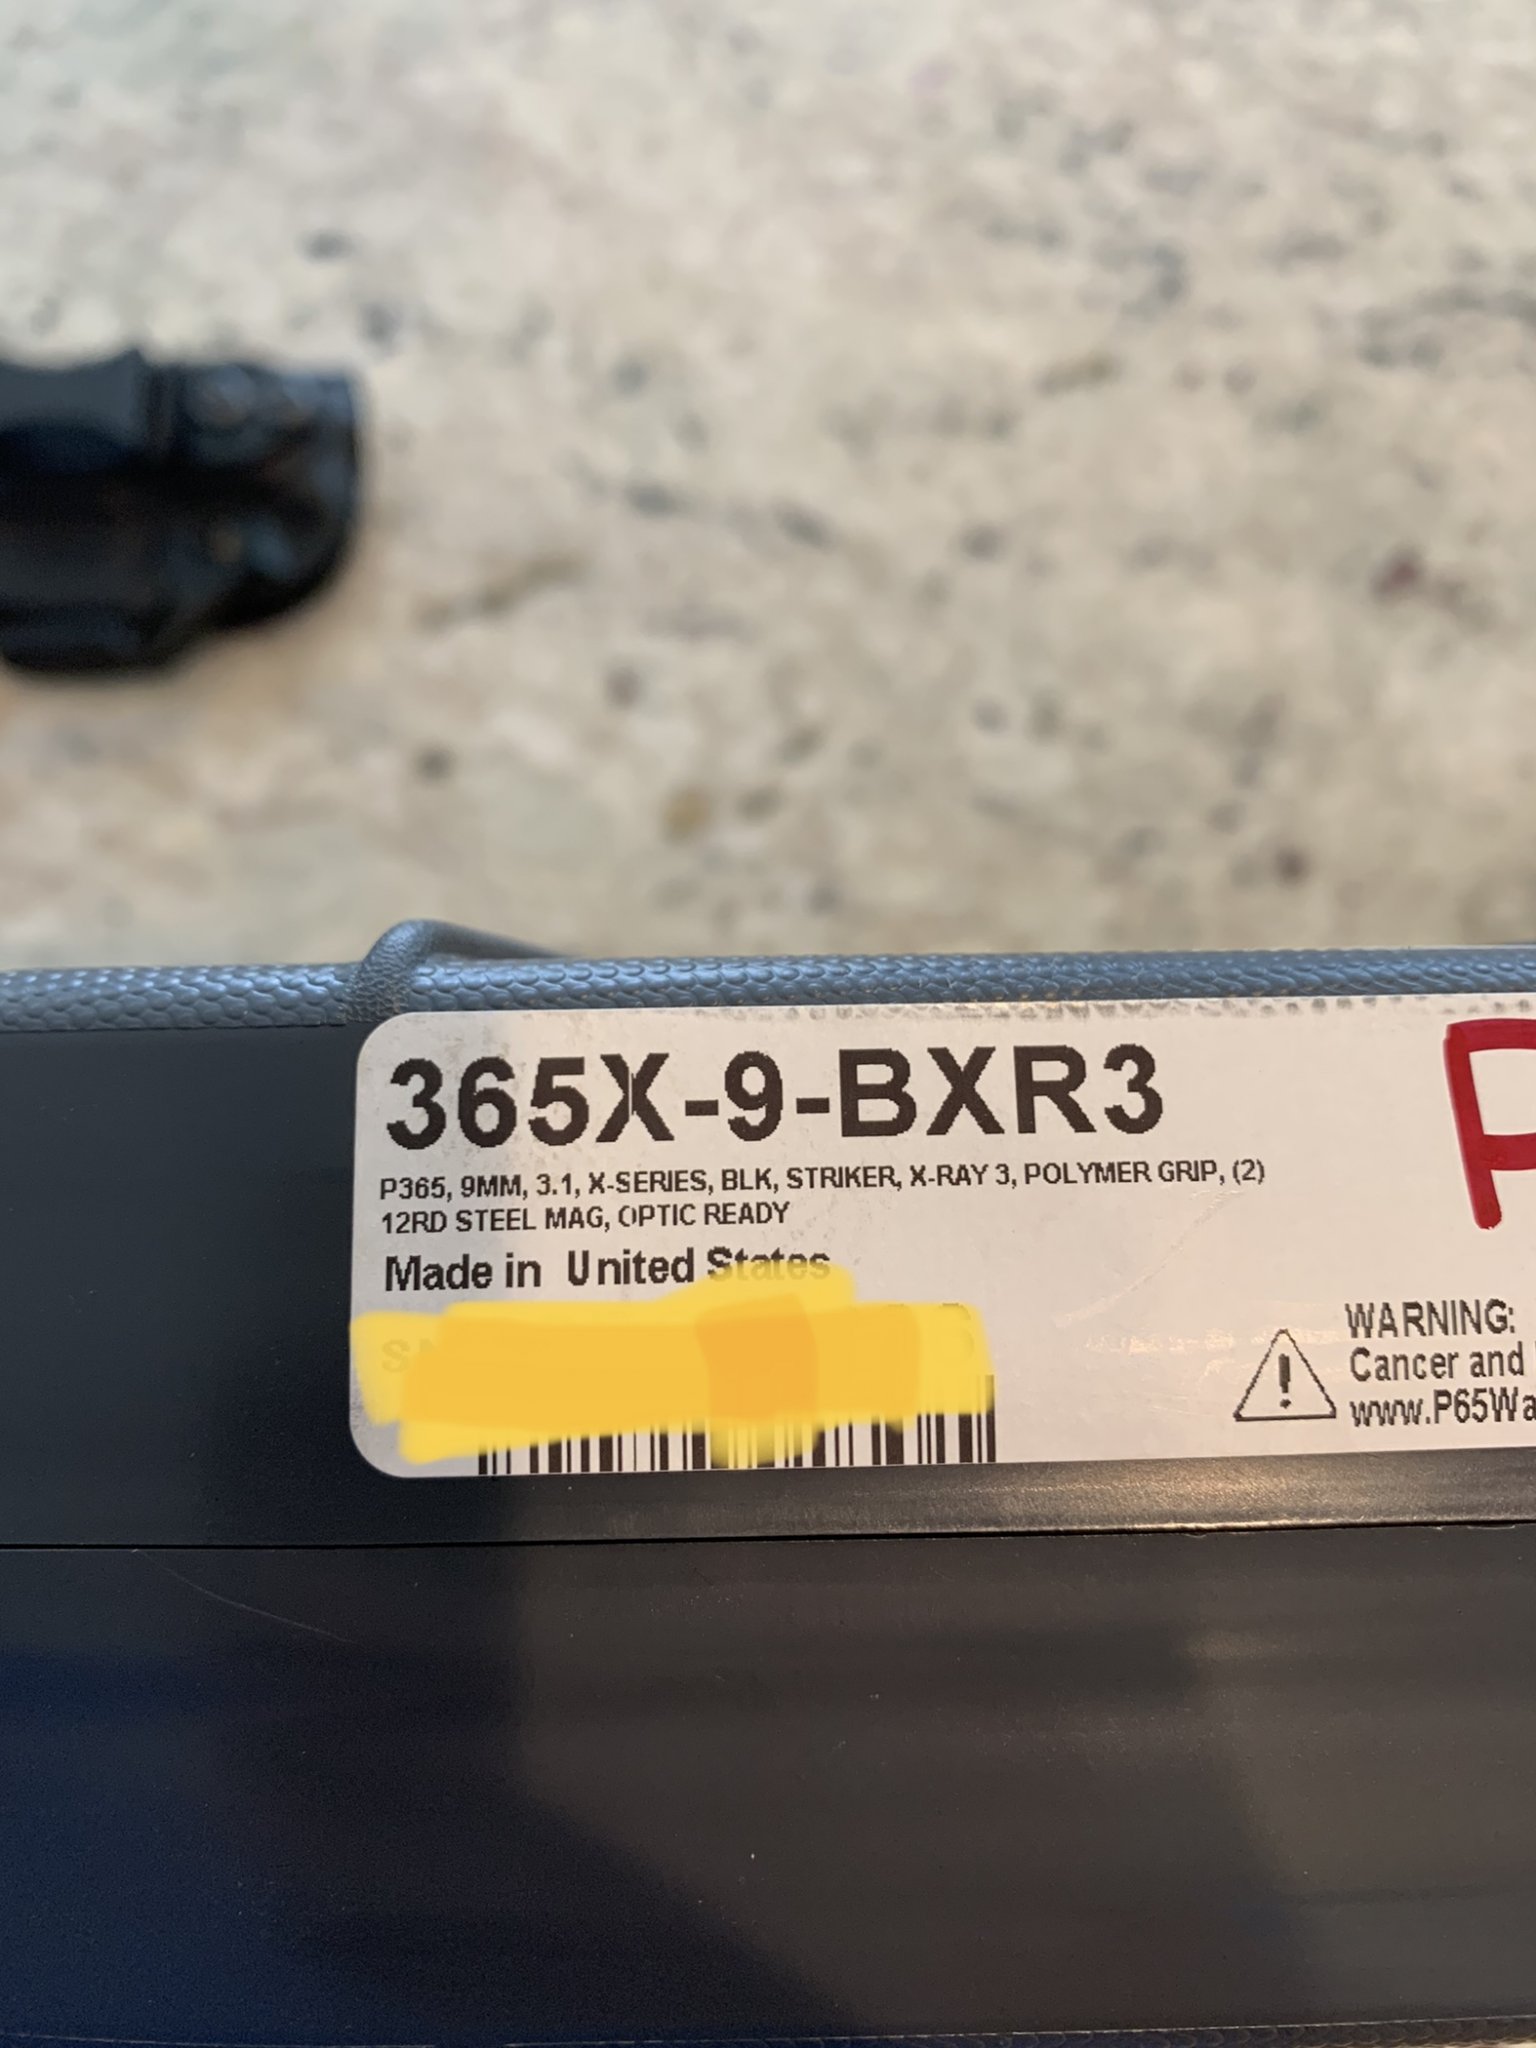 365X-9-BXR3
P365, 9MM, 3.1, X-SERIES, BLK, STRIKER, X-RAY 3, POLYMER GRIP, (2)
12RD STEEL MAG, OPTIC READY
Made in United States
P
WARNING:
Cancer and
www.P65Wa